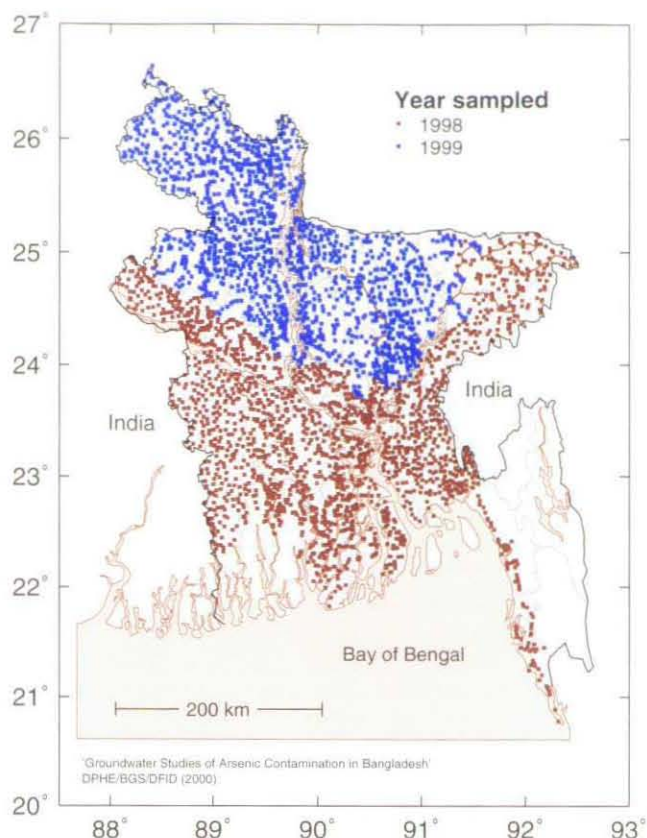 27°
26°
25°
24°
23°
22°
21°
20°
Year sampled
1998
1999
India
India
Bay of Bengal
200 km
'Groundwater Studies of Arsenic Contamination in Bangladesh'
DPHE/BGS/DFID (2000)
88° 89° 90° 91° 92° 93°